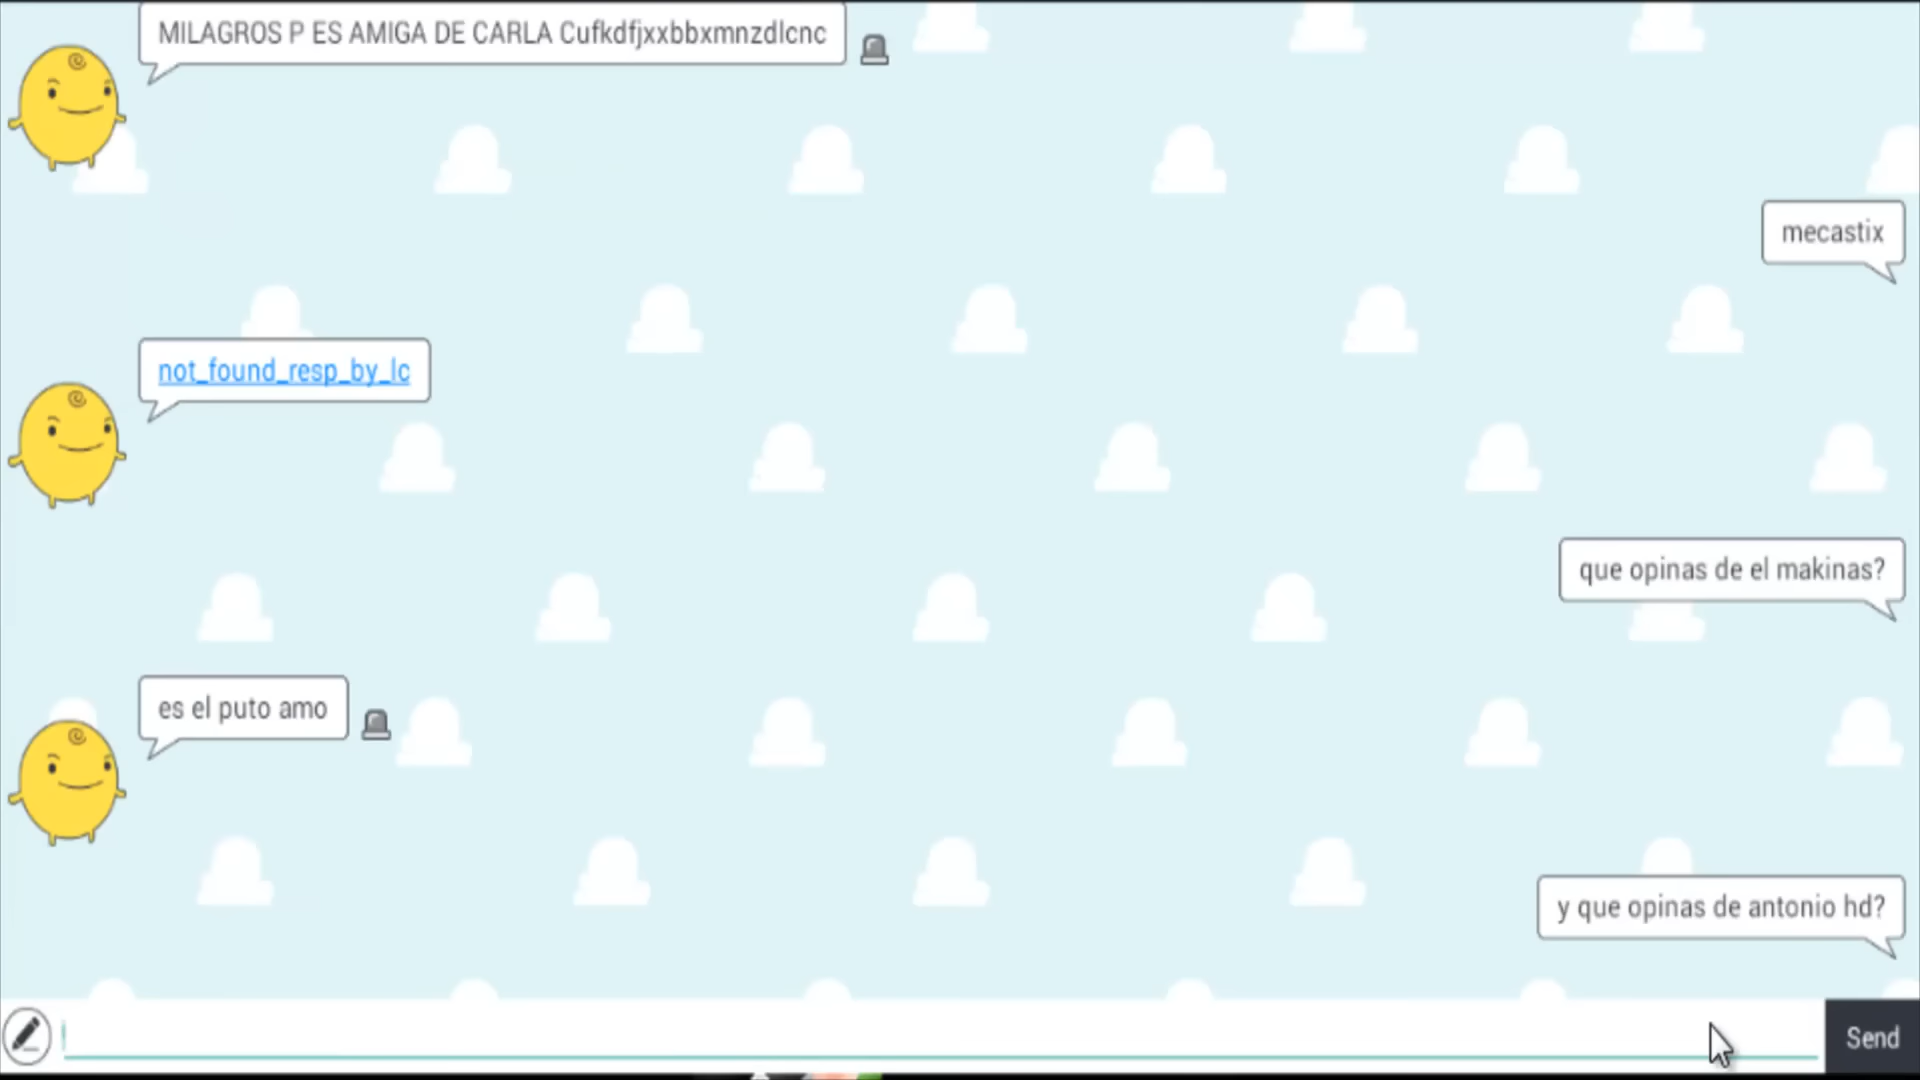 MILAGROS P ES AMIGA DE CARLA Cufkdfjxxbbxmnzdlcnc
mecastix
not_found_resp_by_lc
que opinas de el makinas?
es el puto amo
y que opinas de antonio hd?
Send